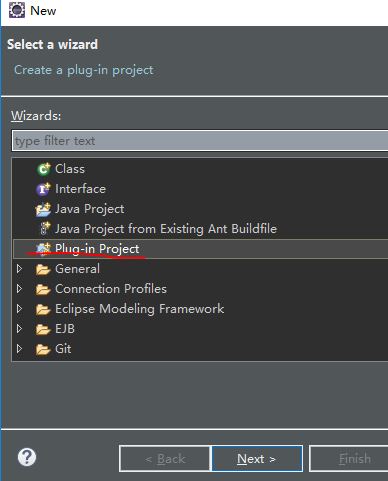 New
Select a wizard
Create a plug-in project
Wizards:
type filter text
Class
Interface
Java Project
Java Project from Existing Ant Buildfile
Plug-in Project
General
Connection Profiles
Eclipse Modeling Framework
EJB
Git
? < Back Next > Finish